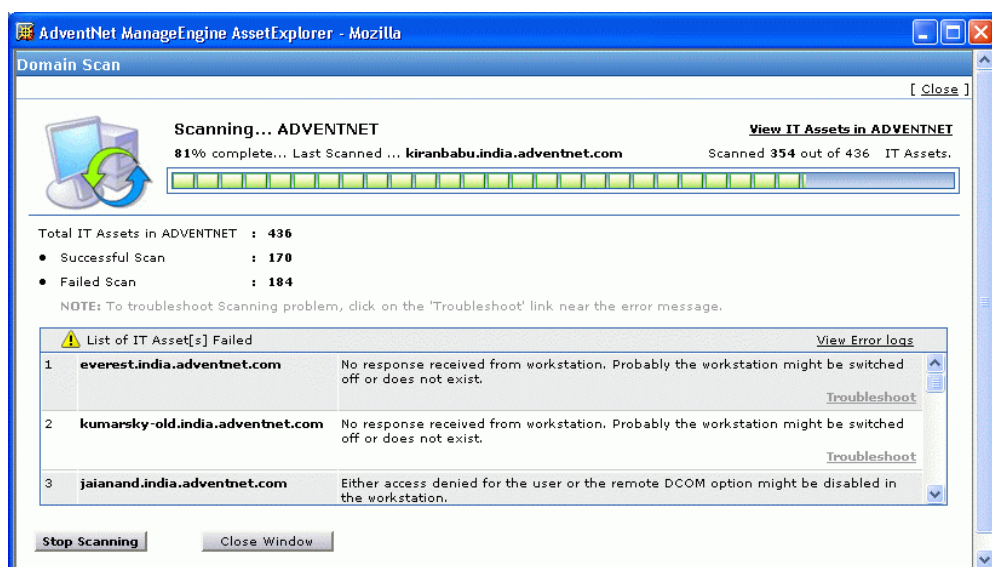 AdventNet ManageEngine AssetExplorer - Mozilla
Domain Scan
[ Close ]
Scanning... ADVENTNET
View IT Assets in ADVENTNET
81% complete... Last Scanned ... kiranbabu.india.adventnet.com
Scanned 354 out of 436 IT Assets.
Total IT Assets in ADVENTNET : 436
• Successful Scan : 170
• Failed Scan : 184
NOTE: To troubleshoot Scanning problem, click on the 'Troubleshoot' link near the error message.
List of IT Asset[s] Failed
View Error logs
1 everest.india.adventnet.com No response received from workstation. Probably the workstation might be switched
off or does not exist.
Troubleshoot
2 kumarsky-old.india.adventnet.com No response received from workstation. Probably the workstation might be switched
off or does not exist.
Troubleshoot
3 jaianand.india.adventnet.com Either access denied for the user or the remote DCOM option might be disabled in
the workstation.
Stop Scanning
Close Window